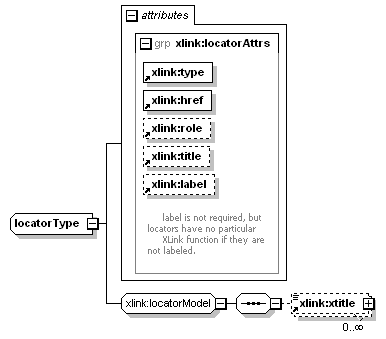 attributes
grp xlink:locatorAttrs
xlink:type
xlink:href
xlink:role
xlink:title
xlink:label
label is not required, but
locators have no particular
XLink function if they are
not labeled.
locatorType
xlink:locatorModel
xlink:xtitle
0..∞